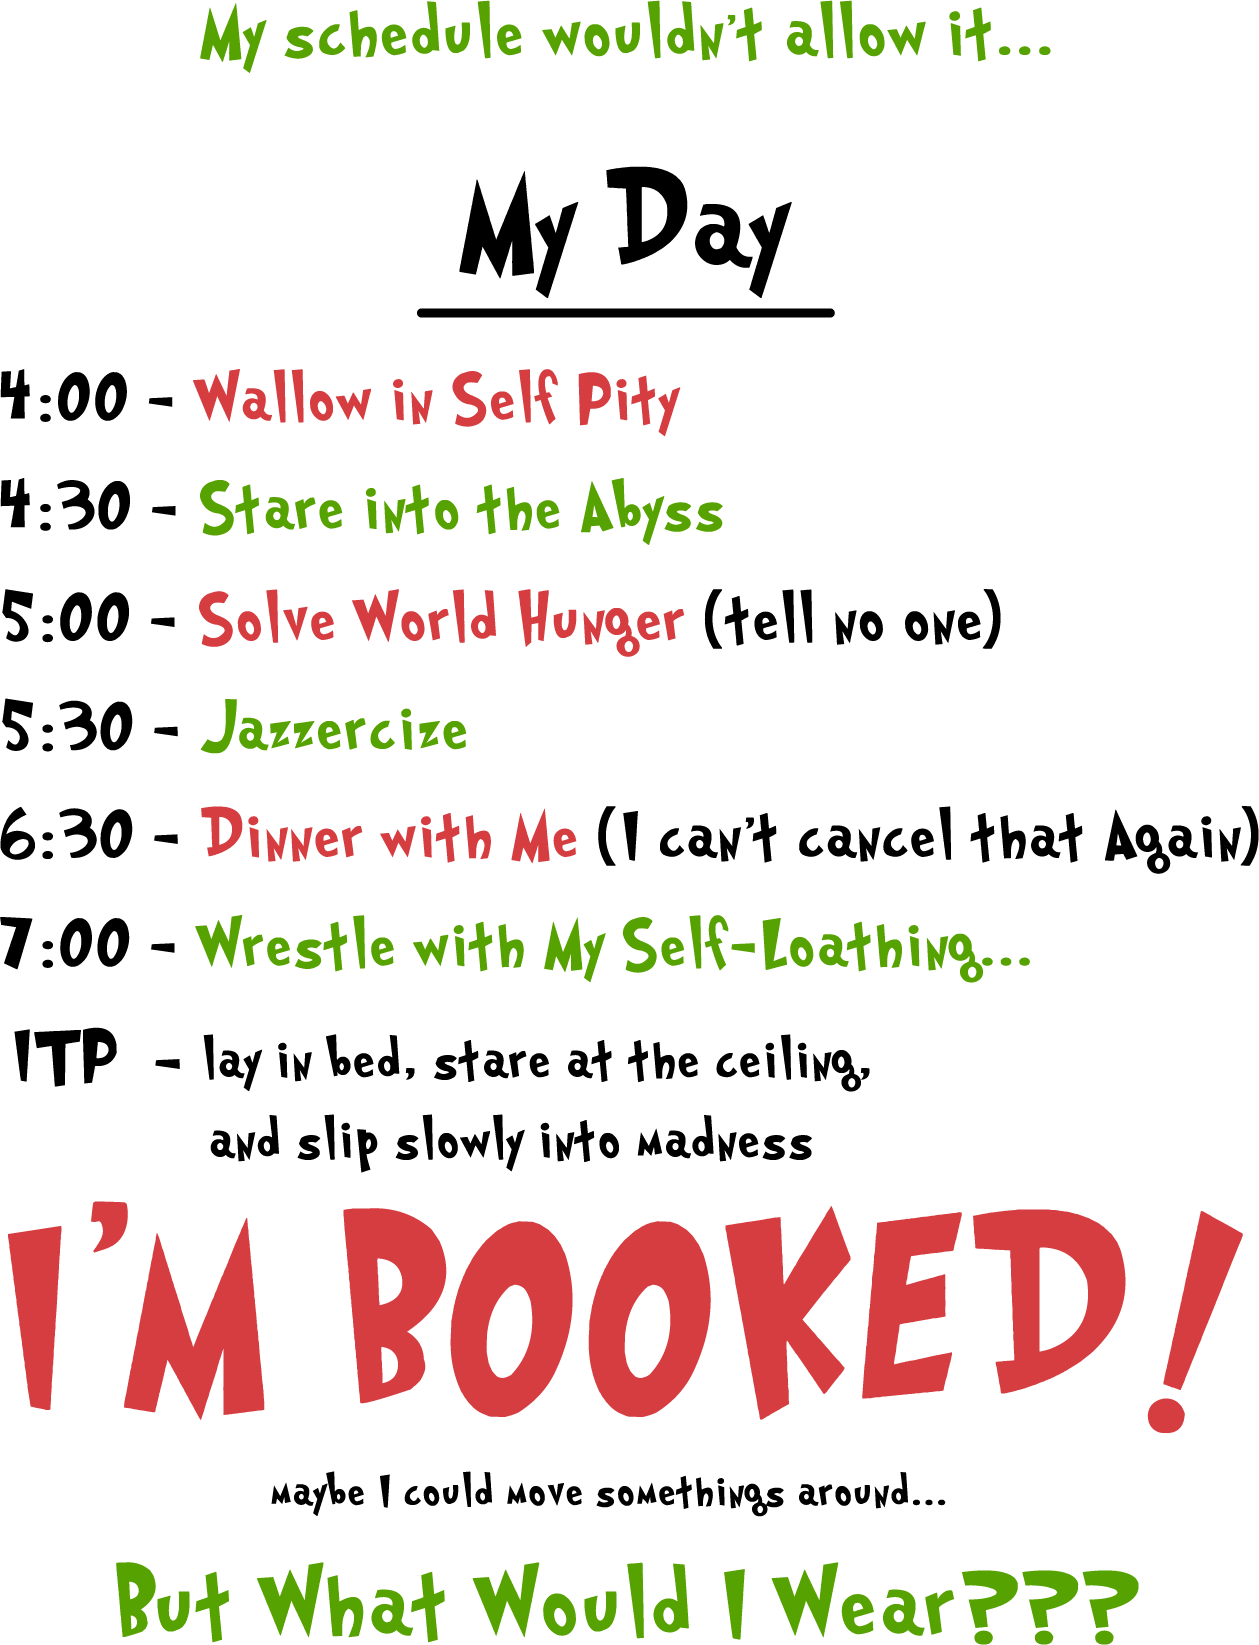 My schedule wouldn't allow it...
My Day
4:00 - Wallow in Self Pity
4:30 - Stare into the Abyss
5:00 - Solve World Hunger (tell no one)
5:30 - Jazzercize
6:30 - Dinner with Me (I can't cancel that Again)
7:00 - Wrestle with My Self-Loathing...
ITP - lay in bed, stare at the ceiling,
and slip slowly into madness
I'M BOOKED!
maybe I could move somethings around...
But What Would I Wear???